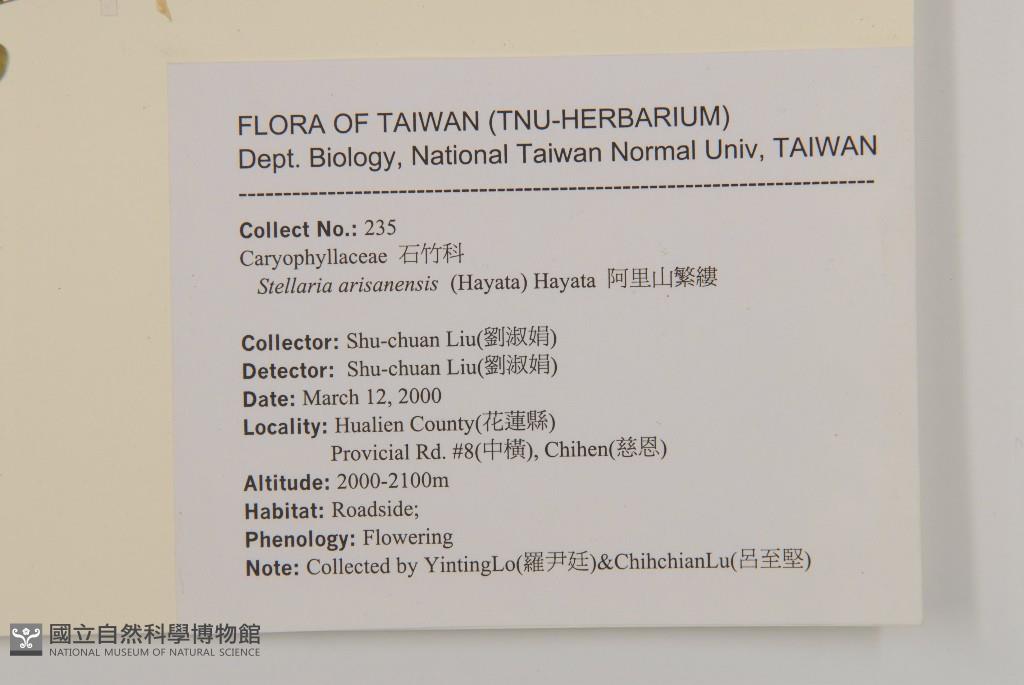 FLORA OF TAIWAN (TNU-HERBARIUM)
Dept. Biology, National Taiwan Normal Univ, TAIWAN
Collect No.: 235
Caryophyllaceae 石竹科
Stellaria arisanensis (Hayata) Hayata 阿里山繁縷
Collector: Shu-chuan Liu(劉淑娟)
Detector: Shu-chuan Liu(劉淑娟)
Date: March 12, 2000
Locality: Hualien County(花蓮縣)
Provicial Rd. #8(中橫), Chihen(慈恩)
Altitude: 2000-2100m
Habitat: Roadside;
Phenology: Flowering
Note: Collected by YintingLo(羅尹廷)&ChihchianLu(呂至堅)
國立自然科學博物館
NATIONAL MUSEUM OF NATURAL SCIENCE